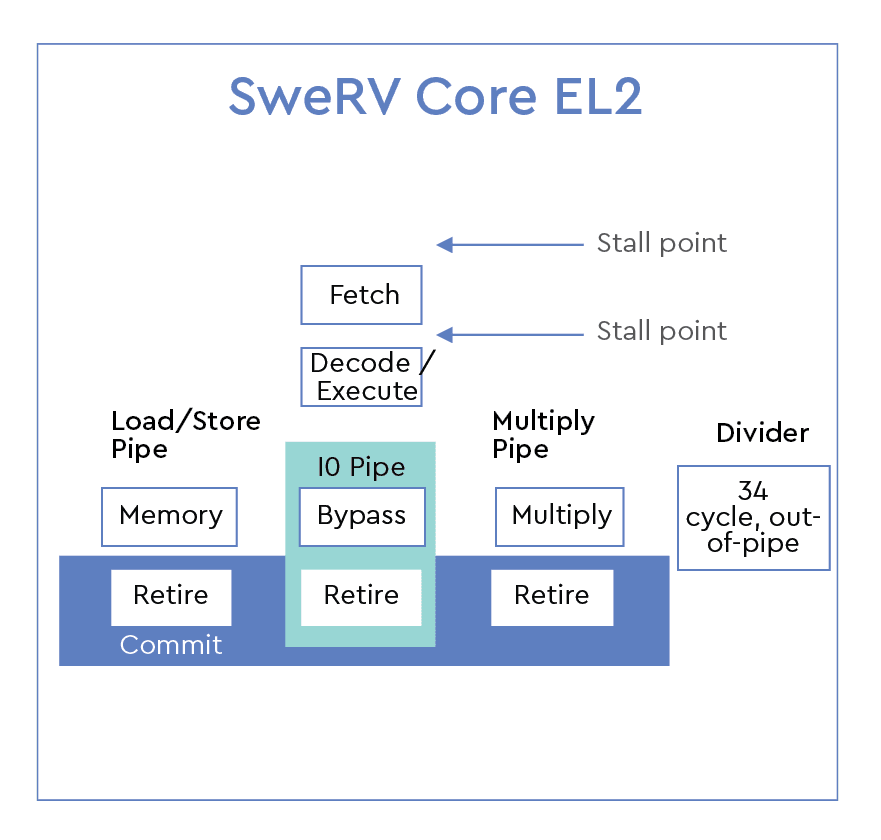 SweRV Core EL2
Stall point
Fetch
Stall point
Decode /
Execute
Load/Store
Pipe
Multiply
Pipe
Divider
I0 Pipe
Memory
Bypass
Multiply
34
cycle, out-
of-pipe
Retire
Retire
Retire
Commit